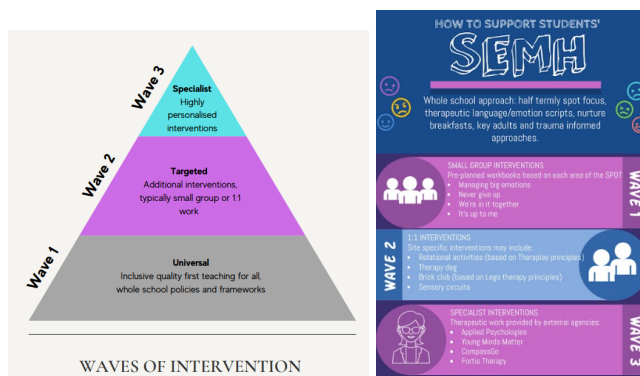 Wave 3
Specialist
Highly
personalised
interventions
Wave 2
Targeted
Additional interventions,
typically small group or 1:1
work
Wave 1
Universal
Inclusive quality first teaching for all,
whole school policies and frameworks
WAVES OF INTERVENTION
HOW TO SUPPORT STUDENTS'
SEMH
Whole school approach: half termly spot focus,
therapeutic language/emotion scripts, nurture
breakfasts, key adults and trauma informed
approaches.
SMALL GROUP INTERVENTIONS
Pre-planned workbooks based on each area of the SPOT
• Managing big emotions
• Never give up
• We're in it together
• It's up to me
WAVE 1
WAVE 2
1:1 INTERVENTIONS
Site specific interventions may include:
• Relational activities (based on Theraplay principles)
• Therapy dog
• Brick club (based on Lego therapy principles)
• Sensory circuits
SPECIALIST INTERVENTIONS
Therapeutic work provided by external agencies:
• Applied Psychologies
• Young Minds Matter
• CompassGo
• Fortis Therapy
WAVE 3